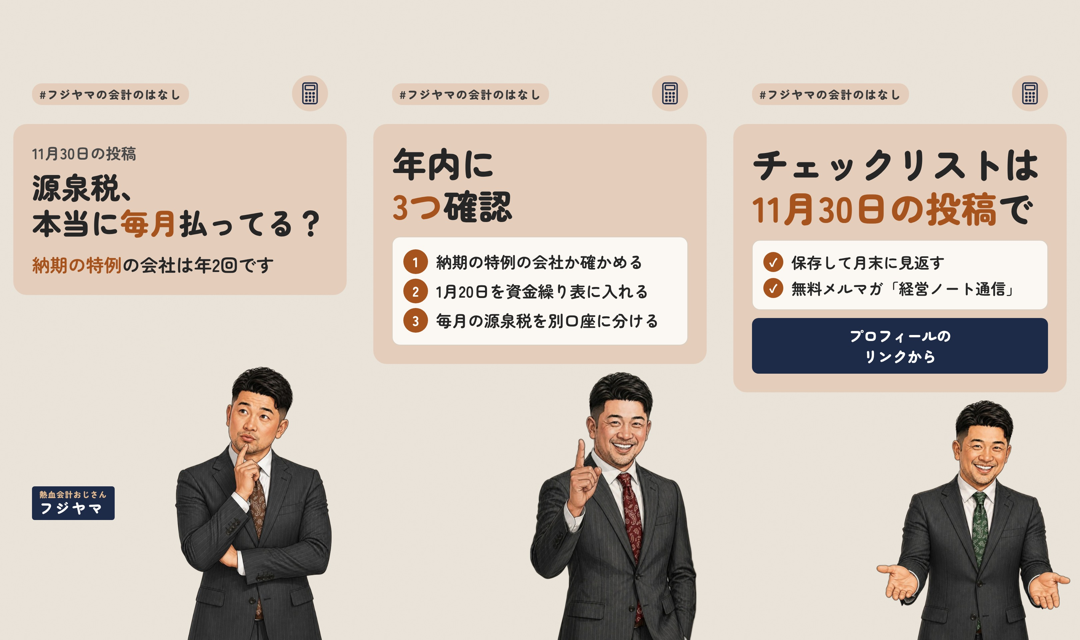 #フジヤマの会計のはなし
11月30日の投稿
源泉税、
本当に毎月払ってる？
納期の特例の会社は年2回です
熱血会計おじさん
フジヤマ
#フジヤマの会計のはなし
年内に
3つ確認
1 納期の特例の会社か確かめる
2 1月20日を資金繰り表に入れる
3 毎月の源泉税を別口座に分ける
#フジヤマの会計のはなし
チェックリストは
11月30日の投稿で
保存して月末に見返す
無料メルマガ「経営ノート通信」
プロフィールの
リンクから